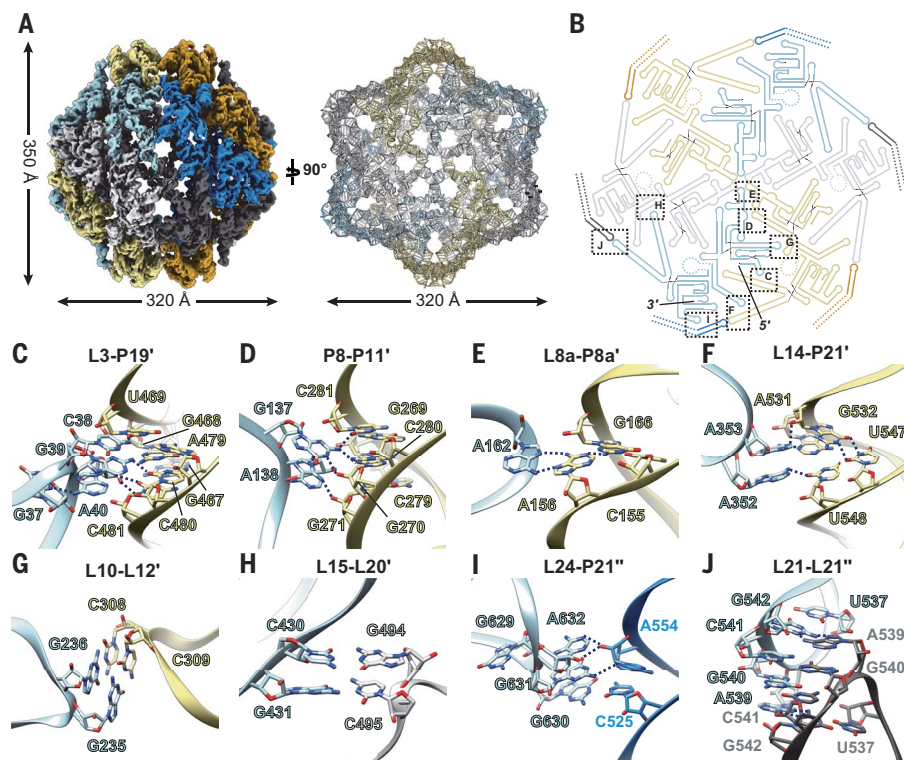 A
350 Å
320 Å
90°
320 Å
B
E
D
H
G
J
C
3'
F
I
5'
C
L3-P19'
U469
C38
G468
G39
A479
G37
A40
G467
C481
C480
D
P8-P11'
C281
G137
G269
C280
A138
C279
G271
G270
E
L8a-P8a'
G166
A162
A156
C155
F
L14-P21'
A531
G532
A353
U547
A352
U548
G
L10-L12'
C308
G236
C309
G235
H
L15-L20'
C430
G494
G431
C495
I
L24-P21''
A632
G629
A554
G631
G630
C525
J
L21-L21''
G542
U537
C541
A539
G540
G540
A539
C541
G542
U537